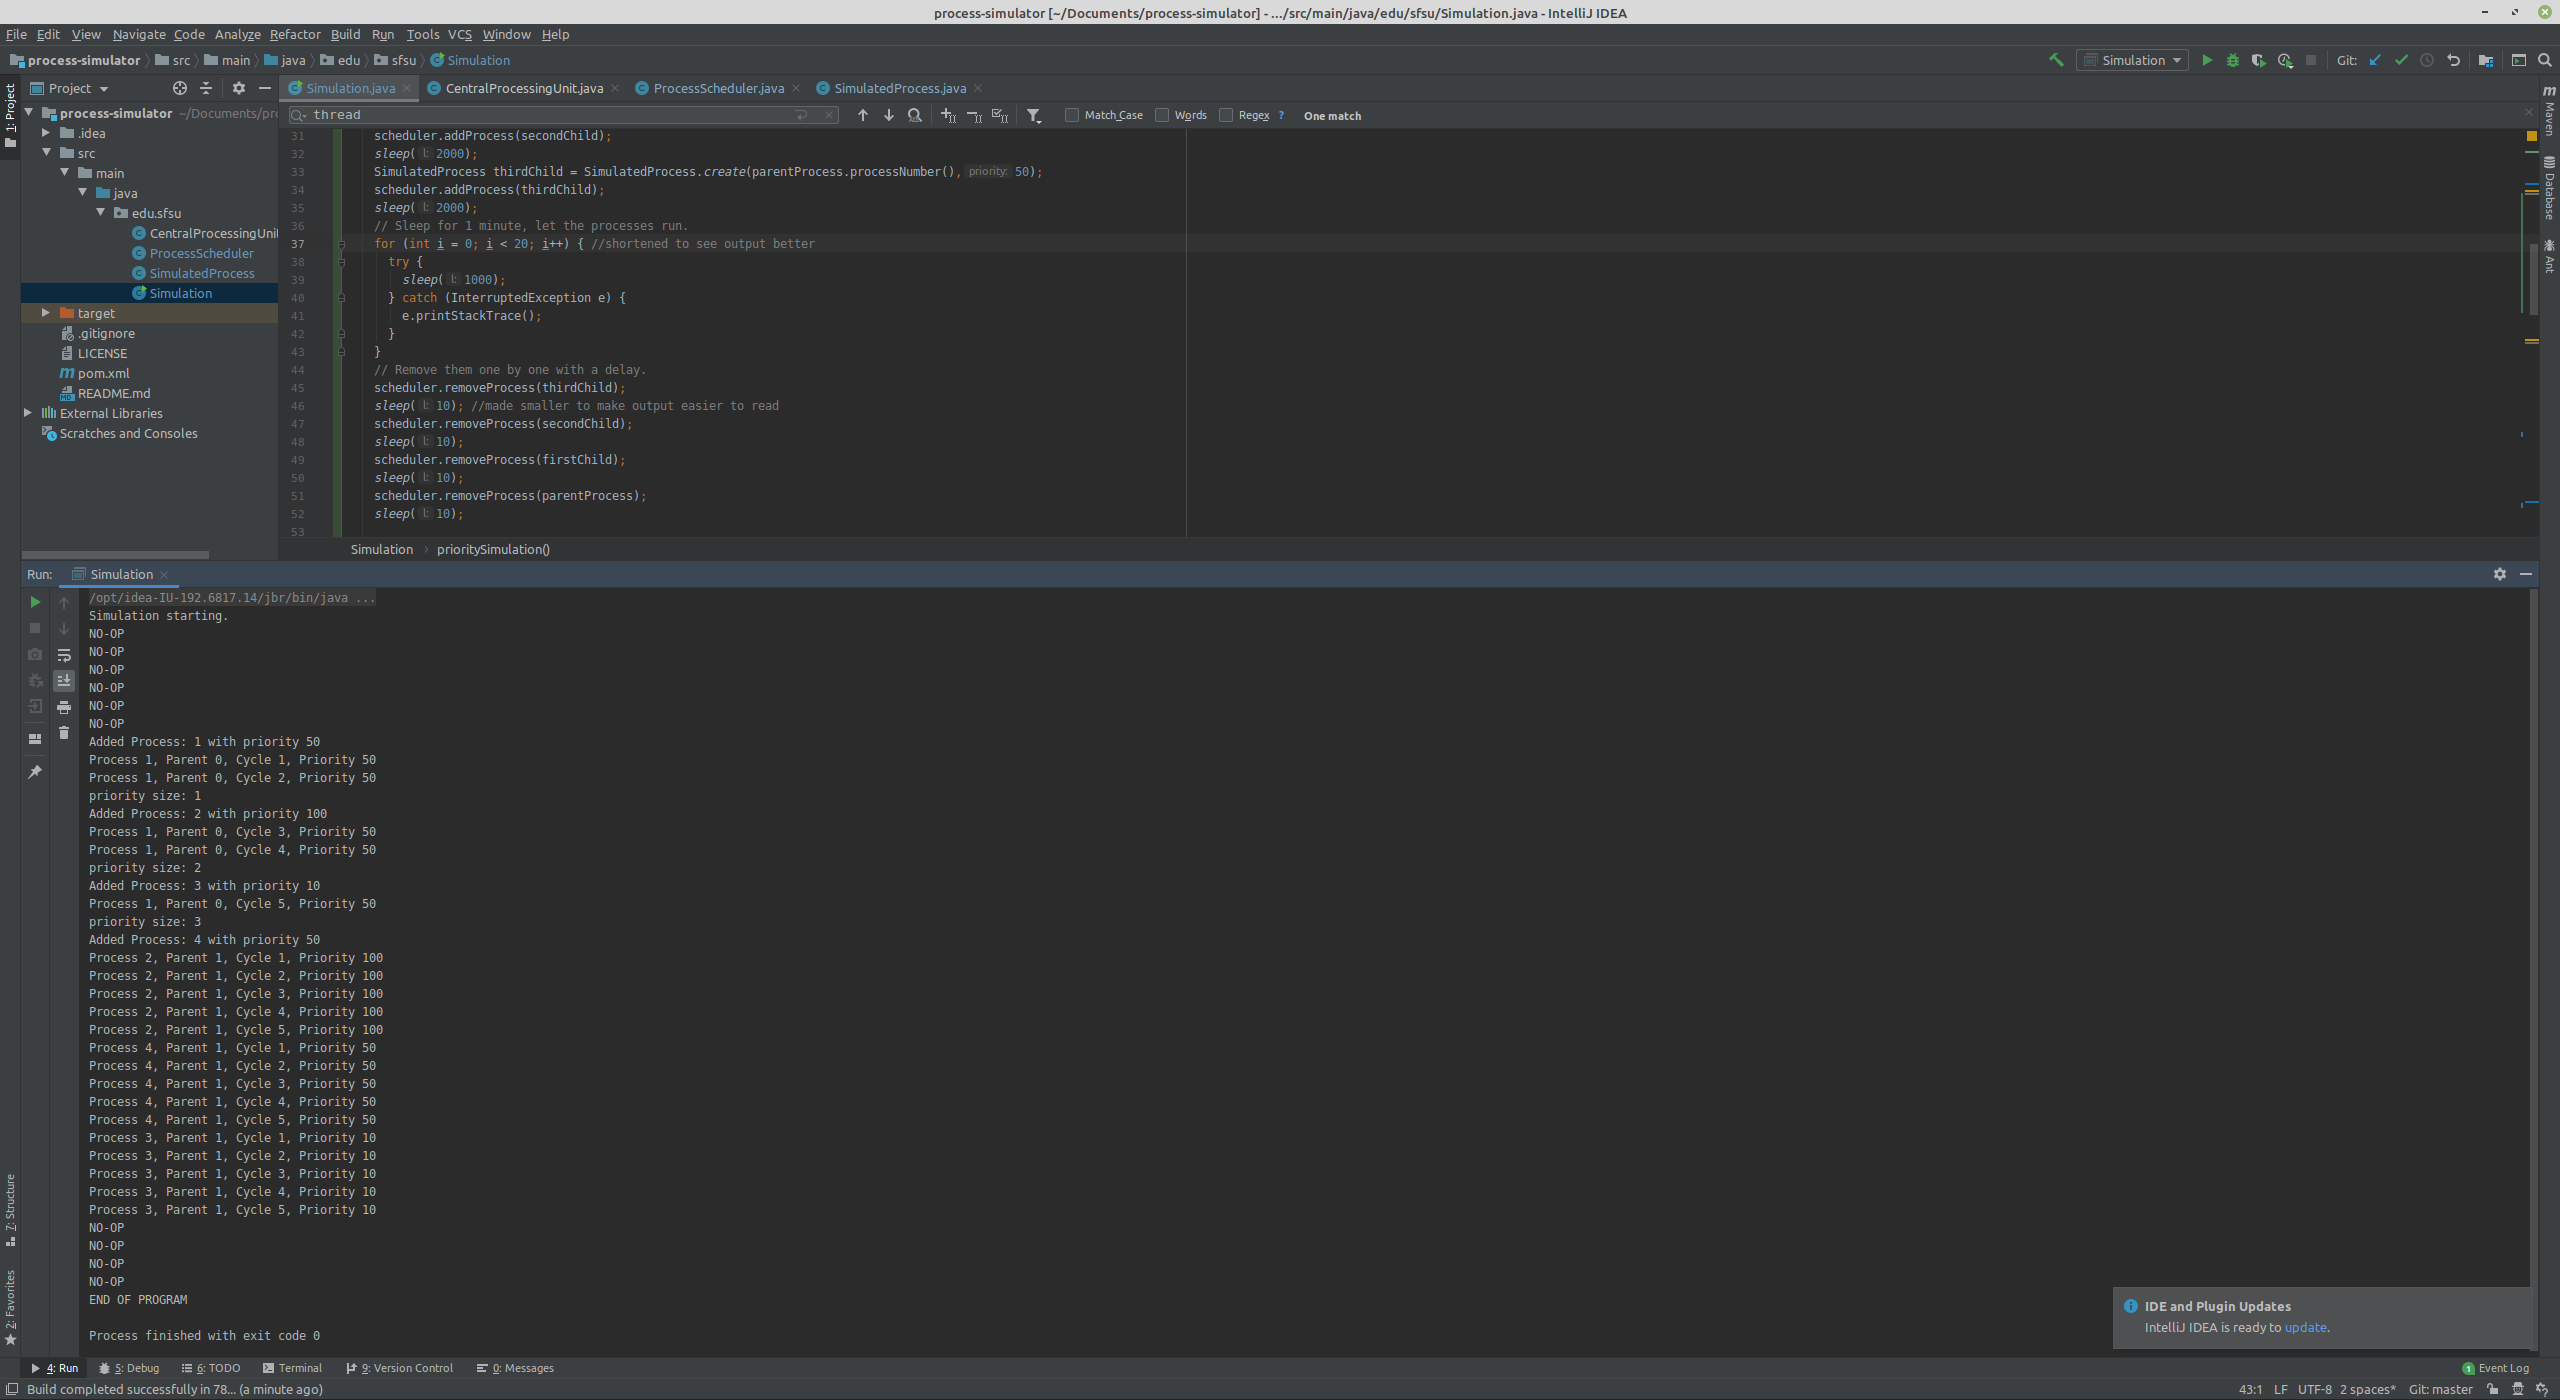 process-simulator [~/Documents/process-simulator] - .../src/main/java/edu/sfsu/Simulation.java - IntelliJ IDEA
File Edit View Navigate Code Analyze Refactor Build Run Tools VCS Window Help
process-simulator src main java edu sfsu Simulation
Simulation Git:
Project
Simulation.java CentralProcessingUnit.java ProcessScheduler.java SimulatedProcess.java
thread Match Case Words Regex ? One match
1: Project
process-simulator ~/Documents/pro
.idea
src
main
java
edu.sfsu
CentralProcessingUnit
ProcessScheduler
SimulatedProcess
Simulation
target
.gitignore
LICENSE
pom.xml
README.md
External Libraries
Scratches and Consoles
31 scheduler.addProcess(secondChild);
32 sleep( l: 2000);
33 SimulatedProcess thirdChild = SimulatedProcess.create(parentProcess.processNumber(), priority: 50);
34 scheduler.addProcess(thirdChild);
35 sleep( l: 2000);
36 // Sleep for 1 minute, let the processes run.
37 for (int i = 0; i < 20; i++) { //shortened to see output better
38 try {
39 sleep( l: 1000);
40 } catch (InterruptedException e) {
41 e.printStackTrace();
42 }
43 }
44 // Remove them one by one with a delay.
45 scheduler.removeProcess(thirdChild);
46 sleep( l: 10); //made smaller to make output easier to read
47 scheduler.removeProcess(secondChild);
48 sleep( l: 10);
49 scheduler.removeProcess(firstChild);
50 sleep( l: 10);
51 scheduler.removeProcess(parentProcess);
52 sleep( l: 10);
53
Simulation › prioritySimulation()
Maven
Database
Ant
Run: Simulation
/opt/idea-IU-192.6817.14/jbr/bin/java ...
Simulation starting.
NO-OP
NO-OP
NO-OP
NO-OP
NO-OP
NO-OP
Added Process: 1 with priority 50
Process 1, Parent 0, Cycle 1, Priority 50
Process 1, Parent 0, Cycle 2, Priority 50
priority size: 1
Added Process: 2 with priority 100
Process 1, Parent 0, Cycle 3, Priority 50
Process 1, Parent 0, Cycle 4, Priority 50
priority size: 2
Added Process: 3 with priority 10
Process 1, Parent 0, Cycle 5, Priority 50
priority size: 3
Added Process: 4 with priority 50
Process 2, Parent 1, Cycle 1, Priority 100
Process 2, Parent 1, Cycle 2, Priority 100
Process 2, Parent 1, Cycle 3, Priority 100
Process 2, Parent 1, Cycle 4, Priority 100
Process 2, Parent 1, Cycle 5, Priority 100
Process 4, Parent 1, Cycle 1, Priority 50
Process 4, Parent 1, Cycle 2, Priority 50
Process 4, Parent 1, Cycle 3, Priority 50
Process 4, Parent 1, Cycle 4, Priority 50
Process 4, Parent 1, Cycle 5, Priority 50
Process 3, Parent 1, Cycle 1, Priority 10
Process 3, Parent 1, Cycle 2, Priority 10
Process 3, Parent 1, Cycle 3, Priority 10
Process 3, Parent 1, Cycle 4, Priority 10
Process 3, Parent 1, Cycle 5, Priority 10
NO-OP
NO-OP
NO-OP
NO-OP
END OF PROGRAM
Process finished with exit code 0
7: Structure
2: Favorites
IDE and Plugin Updates
IntelliJ IDEA is ready to update.
4: Run 5: Debug 6: TODO Terminal 9: Version Control 0: Messages 1 Event Log
Build completed successfully in 78... (a minute ago) 43:1 LF UTF-8 2 spaces* Git: master